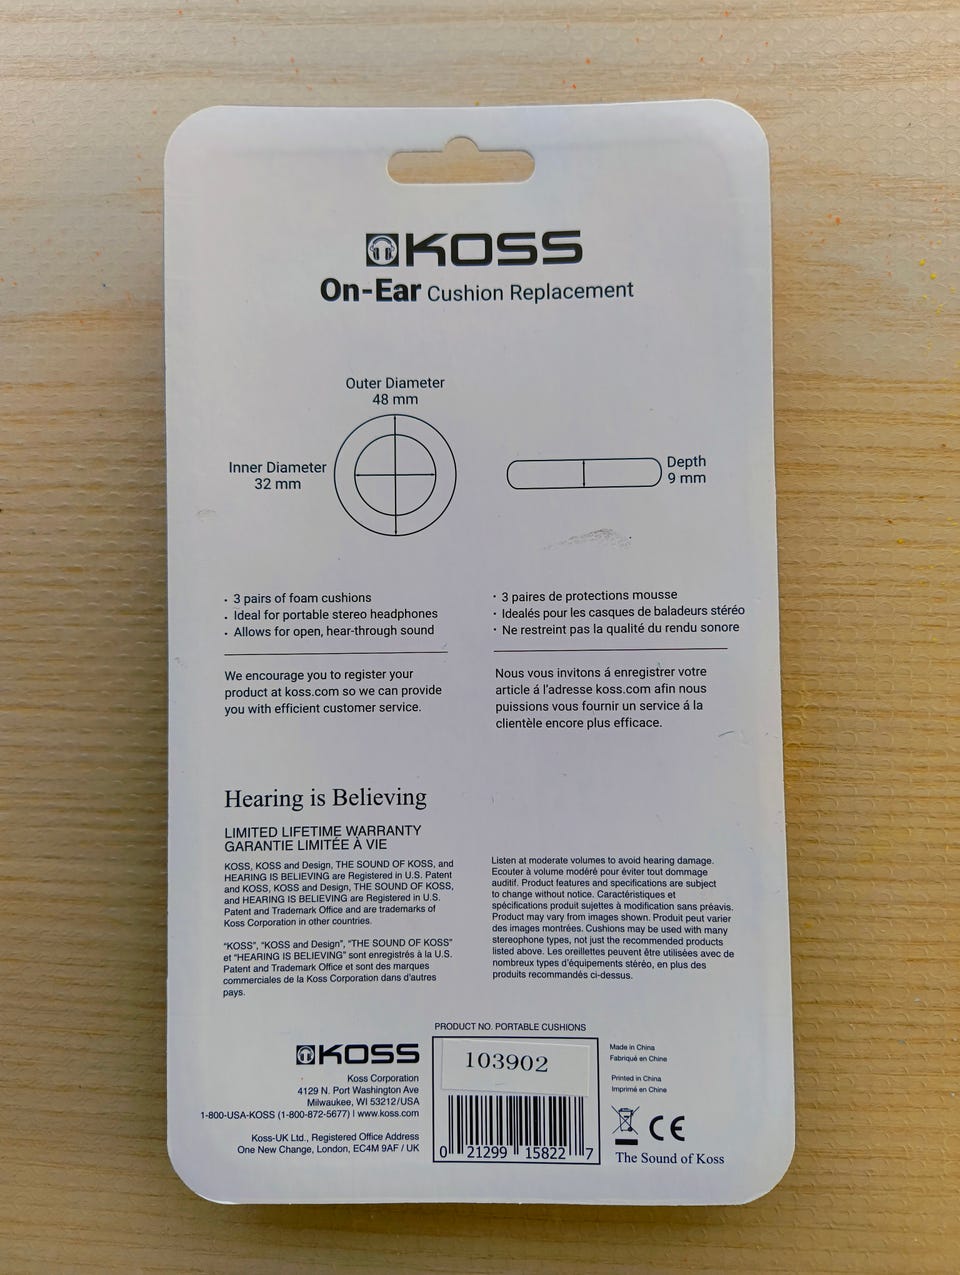 KOSS
On-Ear Cushion Replacement
Outer Diameter
48 mm
Inner Diameter
32 mm
Depth
9 mm
· 3 pairs of foam cushions
· Ideal for portable stereo headphones
· Allows for open, hear-through sound
We encourage you to register your
product at koss.com so we can provide
you with efficient customer service.
· 3 paires de protections mousse
· Idealés pour les casques de baladeurs stéréo
· Ne restreint pas la qualité du rendu sonore
Nous vous invitons á enregistrer votre
article á l'adresse koss.com afin nous
puissions vous fournir un service á la
clientèle encore plus efficace.
Hearing is Believing
LIMITED LIFETIME WARRANTY
GARANTIE LIMITÉE À VIE
KOSS, KOSS and Design, THE SOUND OF KOSS, and
HEARING IS BELIEVING are Registered in U.S. Patent
and KOSS, KOSS and Design, THE SOUND OF KOSS,
and HEARING IS BELIEVING are Registered in U.S.
Patent and Trademark Office and are trademarks of
Koss Corporation in other countries.
"KOSS", "KOSS and Design", "THE SOUND OF KOSS"
et "HEARING IS BELIEVING" sont enregistrés à la U.S.
Patent and Trademark Office et sont des marques
commerciales de la Koss Corporation dans d'autres
pays.
Listen at moderate volumes to avoid hearing damage.
Ecouter à volume modéré pour éviter tout dommage
auditif. Product features and specifications are subject
to change without notice. Caractéristiques et
spécifications produit sujettes à modification sans préavis.
Product may vary from images shown. Produit peut varier
des images montrées. Cushions may be used with many
stereophone types, not just the recommended products
listed above. Les oreillettes peuvent être utilisées avec de
nombreux types d'équipements stéréo, en plus des
produits recommandés ci-dessus.
KOSS
Koss Corporation
4129 N. Port Washington Ave
Milwaukee, WI 53212/USA
1-800-USA-KOSS (1-800-872-5677) | www.koss.com
Koss-UK Ltd., Registered Office Address
One New Change, London, EC4M 9AF / UK
PRODUCT NO. PORTABLE CUSHIONS
103902
0 21299 15822 7
Made in China
Fabriqué en Chine
Printed in China
Imprimé en Chine
CE
The Sound of Koss